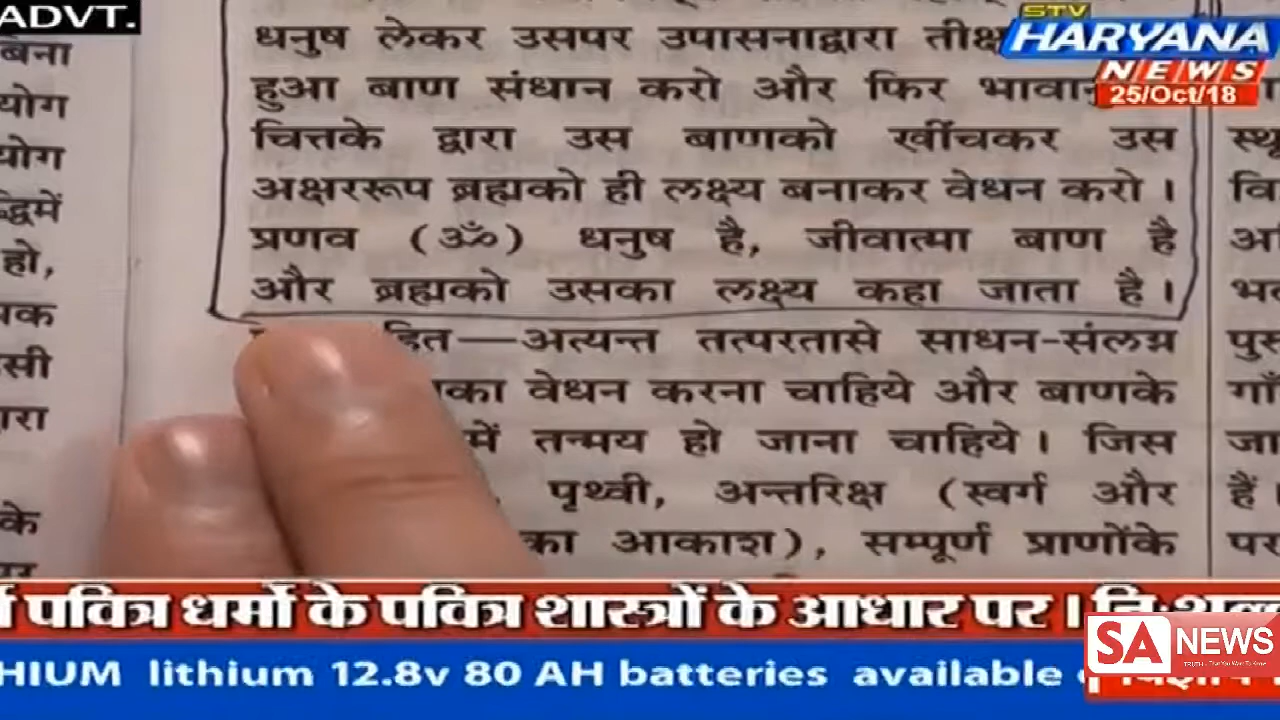 ADVT.
STV
HARYANA
NEWS
25/Oct/18
बिना
योग
योग
हो,
सी
के
धनुष लेकर उसपर उपासनाद्वारा
हुआ बाण संधान करो और फिर
चित्तके द्वारा उस बाणको खींचकर उस
अक्षररूप ब्रह्मको ही लक्ष्य बनाकर वेधन करो ।
प्रणव (ॐ) धनुष है, जीवात्मा बाण है
और ब्रह्मको उसका लक्ष्य कहा जाता है ।
—अत्यन्त तत्परतासे साधन-संलग्न
वेधन करना चाहिये और बाणके
में तन्मय हो जाना चाहिये । जिस
पृथ्वी, अन्तरिक्ष (स्वर्ग और
का आकाश), सम्पूर्ण प्राणोंके
हैं ।
पवित्र धर्मो के पवित्र शास्त्रों के आधार पर ।
SA NEWS
lithium 12.8v 80 AH batteries available